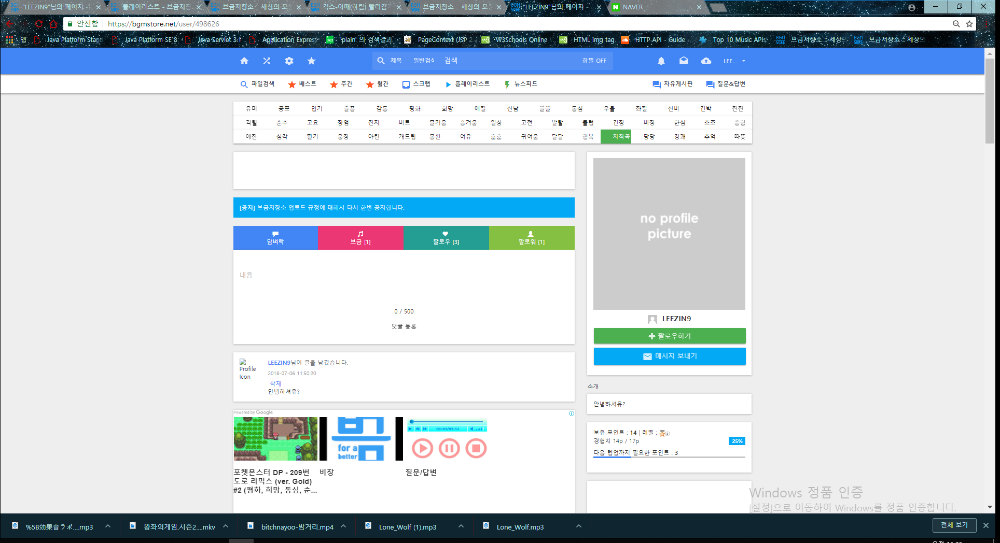 "LEEZIN9"님의 페이지
플레이리스트 - 브금저장
브금저장소 :: 세상의 모든
긱스-어때(하림) 빨리감
브금저장소 :: 세상의 모든
"LEEZIN9"님의 페이지
NAVER
안전함 | https://bgmstore.net/user/498626
앱
Java Platform Stand
Java Platform SE 8
Java Servlet 3.1
Application Expres
'plain' 의 검색결과
PageContext (JSP 2
W3Schools Online
HTML img tag
HTTP API - Guide
Top 10 Music APIs
브금저장소 :: 세상의
브금저장소 :: 세상의
제목 일반검색 검색 합필 OFF LEE...
파일검색 베스트 주간 월간 스크랩 플레이리스트 뉴스피드 자유게시판 질문&답변
유머 공포 엽기 슬픔 감동 평화 희망 애절 신남 쓸쓸 동심 우울 좌절 신비 긴박 잔잔
격렬 순수 고요 장엄 진지 비트 즐거움 흥겨움 일상 고전 발랄 클럽 긴장 비장 한심 초조 홍합
애잔 심각 활기 웅장 아련 개드립 몽환 여유 훈훈 귀여움 달달 행복 자작곡 당당 경쾌 추억 따뜻
[공지] 브금저장소 업로드 규정에 대해서 다시 한번 공지합니다.
담벼락 브금 [1] 팔로우 [3] 팔로워 [1]
내용
0 / 500
댓글 등록
no profile
picture
LEEZIN9
팔로우하기
메시지 보내기
Profile
Icon
LEEZIN9님이 글을 남겼습니다.
2018-07-06 11:50:20
삭제
안녕하셔유?
소개
안녕하셔유?
보유 포인트 : 14 | 레벨 :
경험치 14p / 17p
25%
다음 렙업까지 필요한 포인트 : 3
Powered by Google
for a
better
00:03/03:52
포켓몬스터 DP - 209번
도로 리믹스 (ver. Gold)
#2 (평화, 희망, 동심, 순...
비장
질문/답변
Windows 정품 인증
[설정]으로 이동하여 Windows를 정품 인증합니다.
%5B効果音ラボ....mp3
왕좌의게임.시즌2....mkv
bitchnayoo-밤거리.mp4
Lone_Wolf (1).mp3
Lone_Wolf.mp3
전체 보기